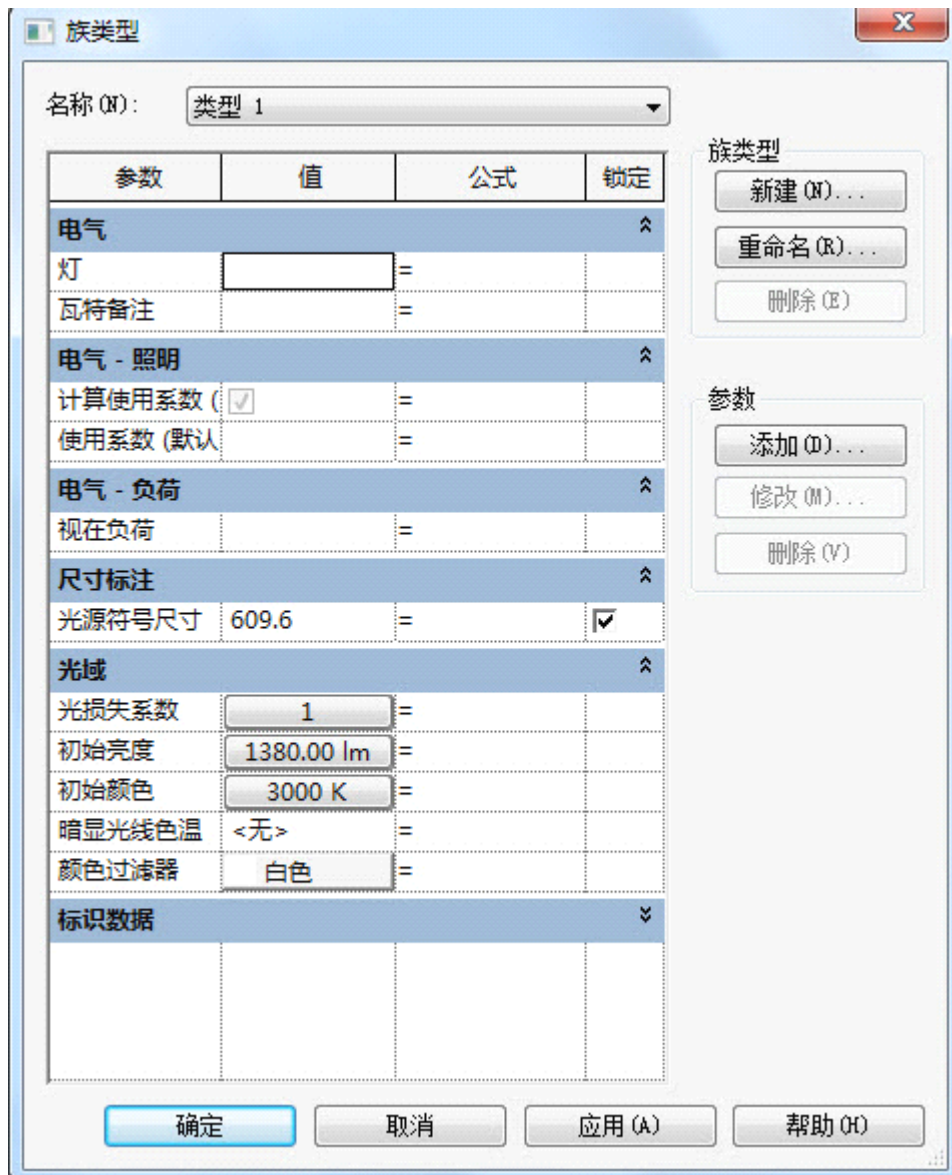 族类型
名称(N): 类型 1
参数 值 公式 锁定
电气
灯 =
瓦特备注 =
电气 - 照明
计算使用系数 ( =
使用系数 (默认 =
电气 - 负荷
视在负荷 =
尺寸标注
光源符号尺寸 609.6 =
光域
光损失系数 1 =
初始亮度 1380.00 lm =
初始颜色 3000 K =
暗显光线色温 <无> =
颜色过滤器 白色 =
标识数据
族类型
新建(N)...
重命名(R)...
删除(E)
参数
添加(D)...
修改(M)...
删除(V)
确定 取消 应用(A) 帮助(H)